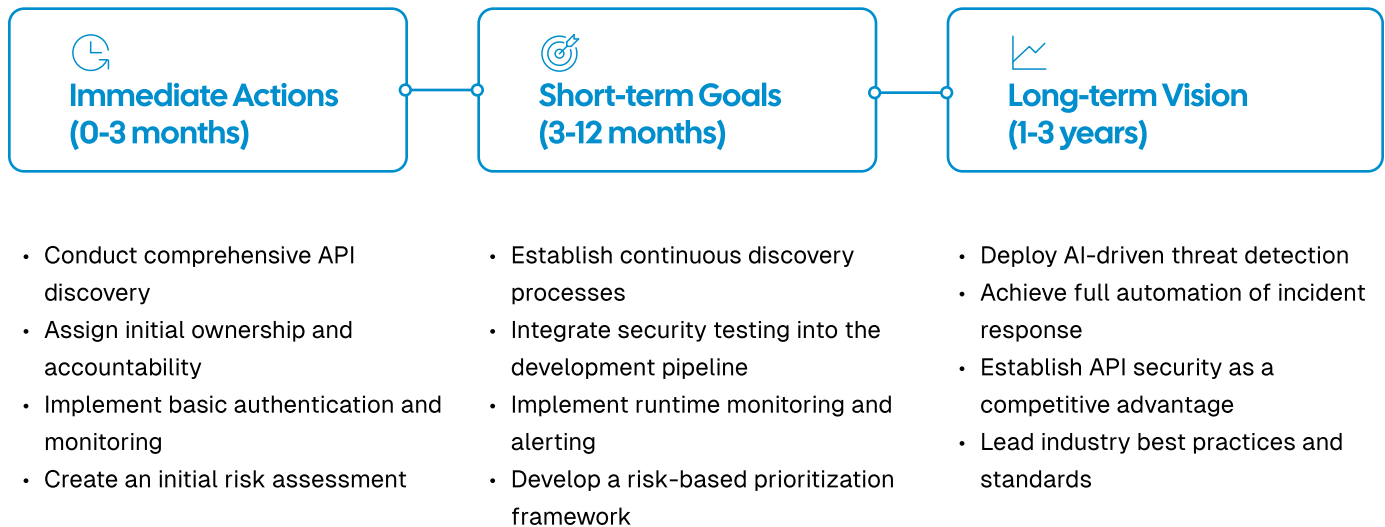 Immediate Actions
(0-3 months)
Short-term Goals
(3-12 months)
Long-term Vision
(1-3 years)
• Conduct comprehensive API
discovery
• Assign initial ownership and
accountability
• Implement basic authentication and
monitoring
• Create an initial risk assessment
• Establish continuous discovery
processes
• Integrate security testing into the
development pipeline
• Implement runtime monitoring and
alerting
• Develop a risk-based prioritization
framework
• Deploy AI-driven threat detection
• Achieve full automation of incident
response
• Establish API security as a
competitive advantage
• Lead industry best practices and
standards